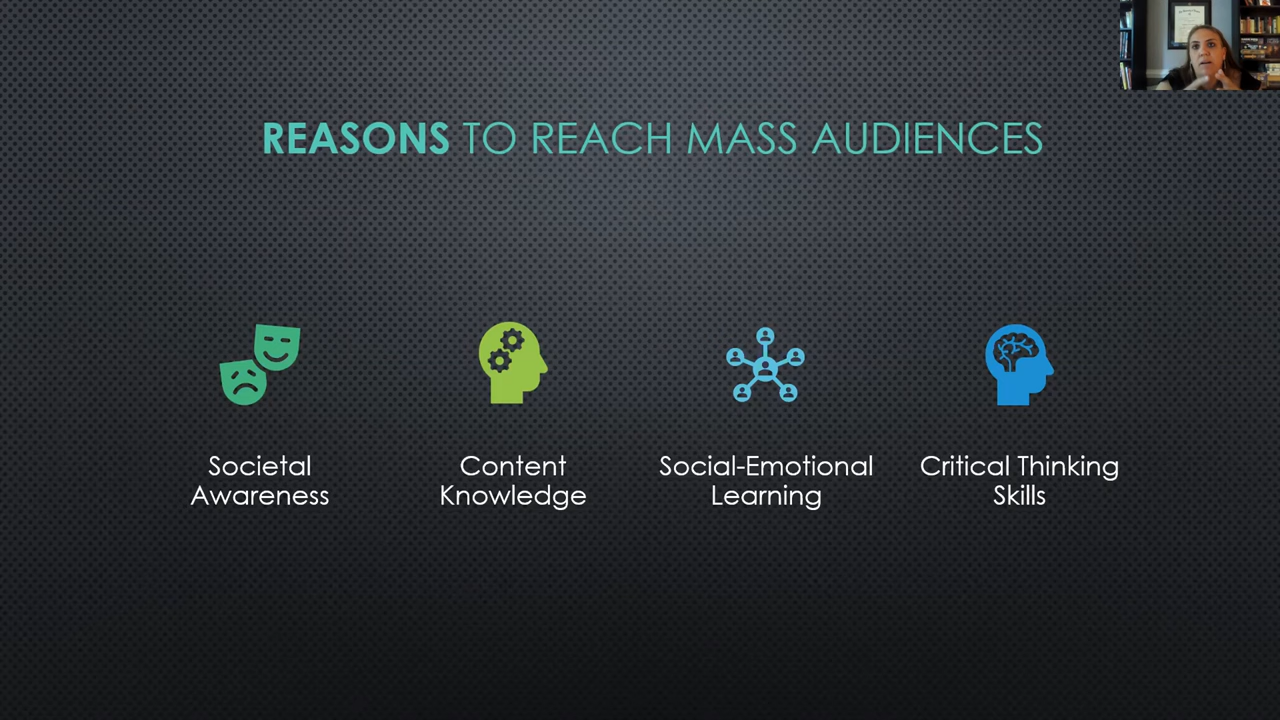 REASONS TO REACH MASS AUDIENCES
Societal
Awareness
Content
Knowledge
Social-Emotional
Learning
Critical Thinking
Skills